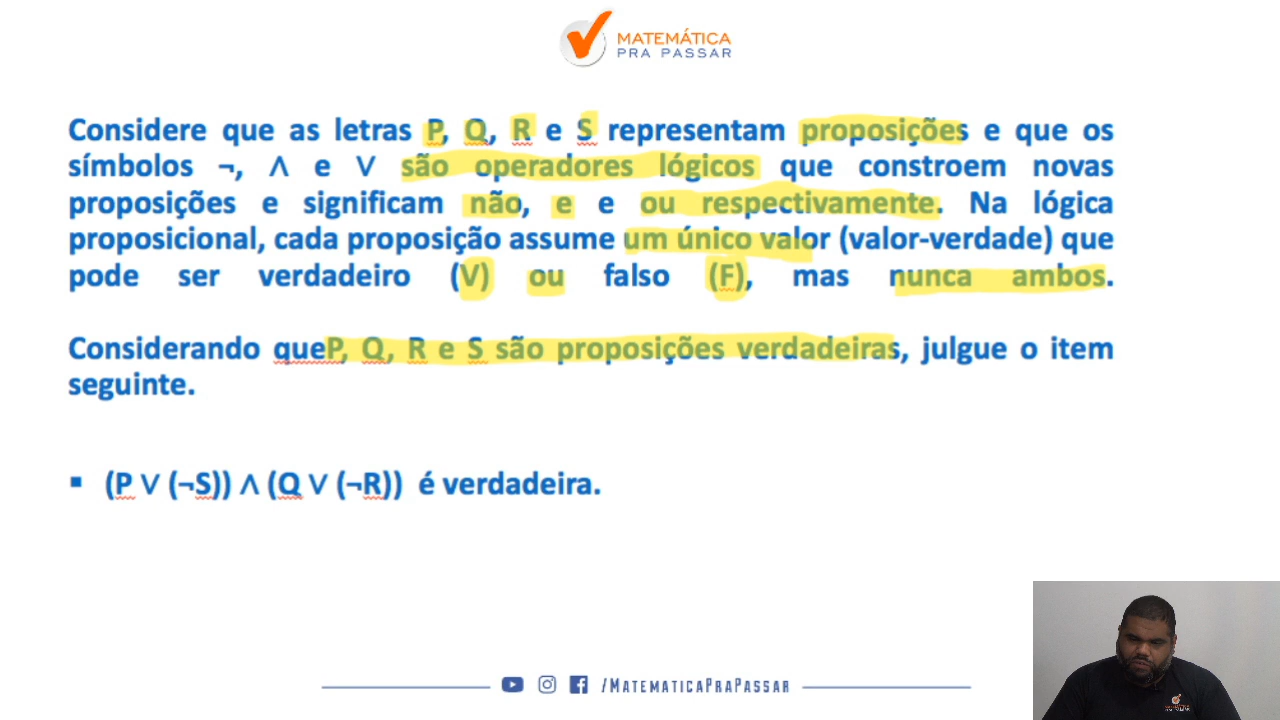 MATEMÁTICA
PRA PASSAR
Considere que as letras P, Q, R e S representam proposições e que os
símbolos ¬, ∧ e ∨ são operadores lógicos que constroem novas
proposições e significam não, e e ou respectivamente. Na lógica
proposicional, cada proposição assume um único valor (valor-verdade) que
pode ser verdadeiro (V) ou falso (F), mas nunca ambos.
Considerando queP, Q, R e S são proposições verdadeiras, julgue o item
seguinte.
▪ (P ∨ (¬S)) ∧ (Q ∨ (¬R)) é verdadeira.
/MATEMATICAPRAPASSAR